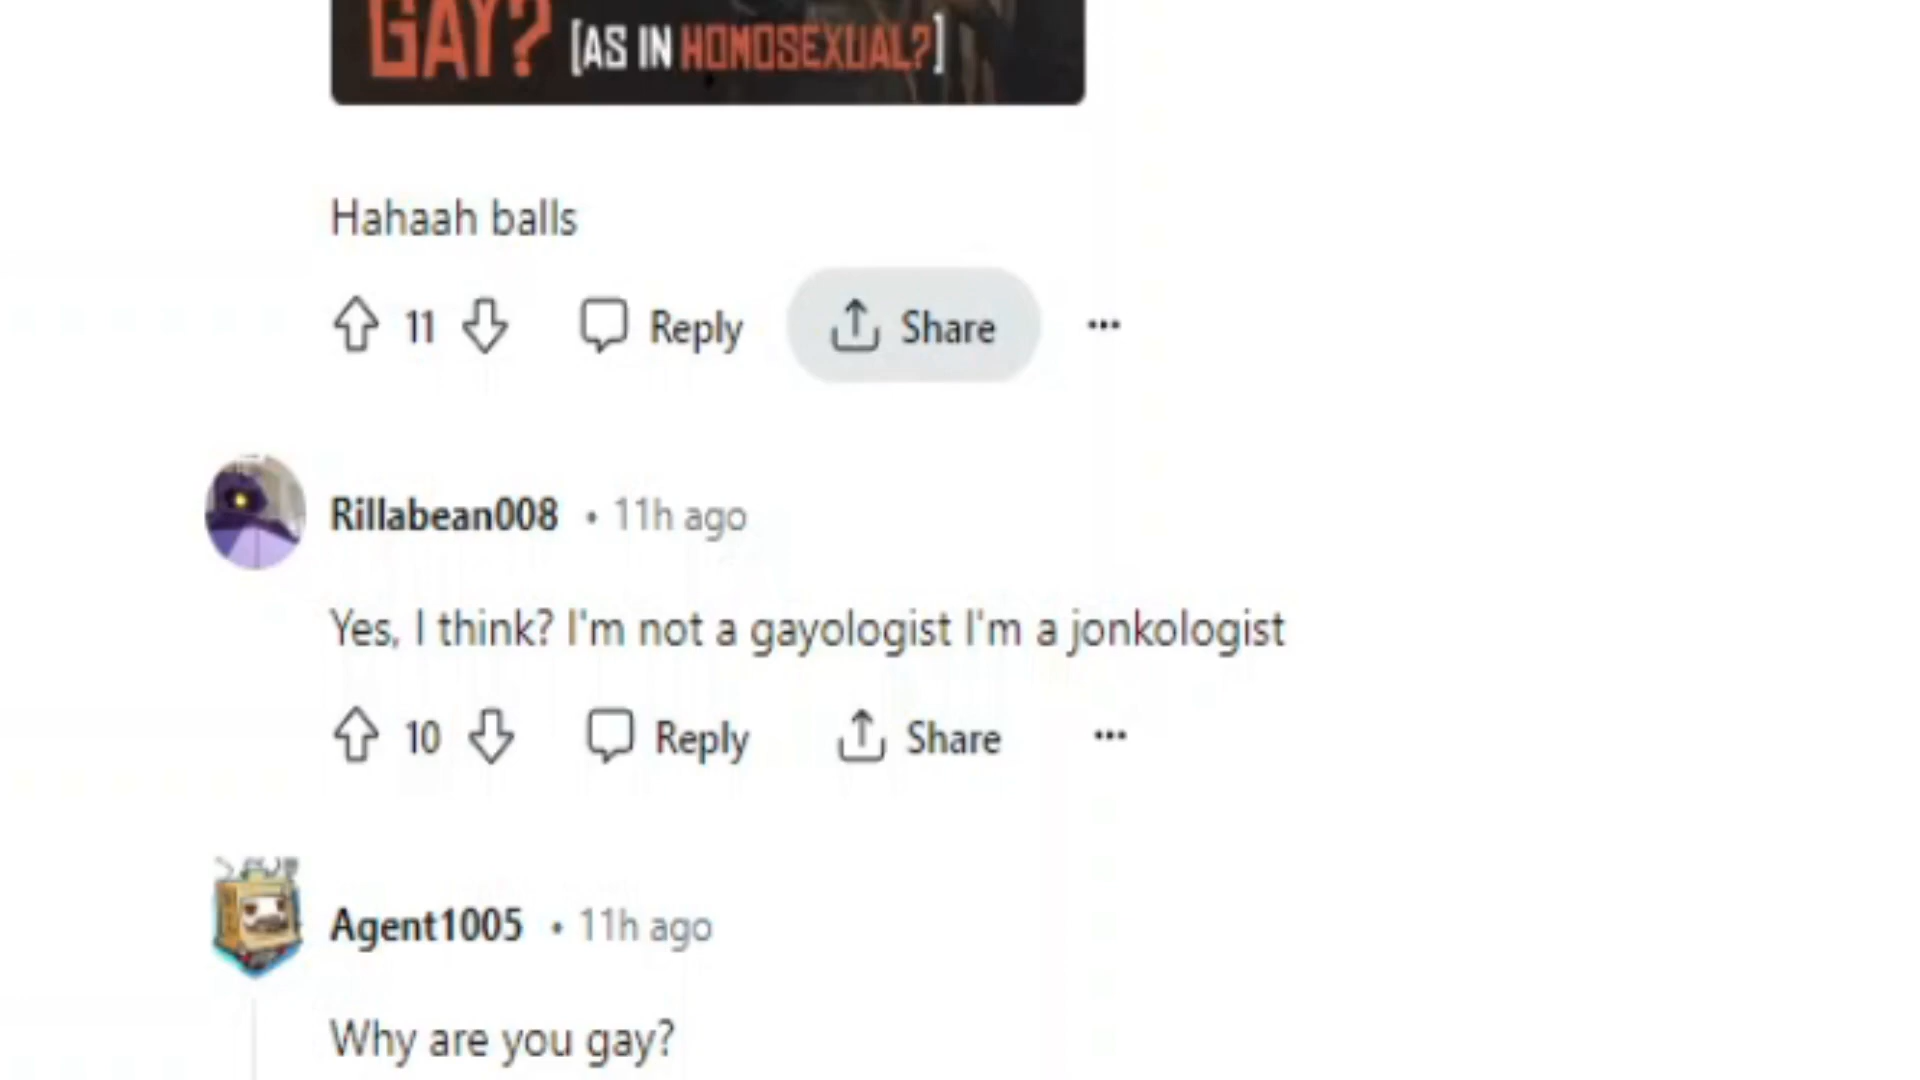 GAY? [AS IN HOMOSEXUAL?]
Hahaah balls
11 Reply Share ...
Rillabean008 • 11h ago
Yes, I think? I'm not a gayologist I'm a jonkologist
10 Reply Share ...
Agent1005 • 11h ago
Why are you gay?